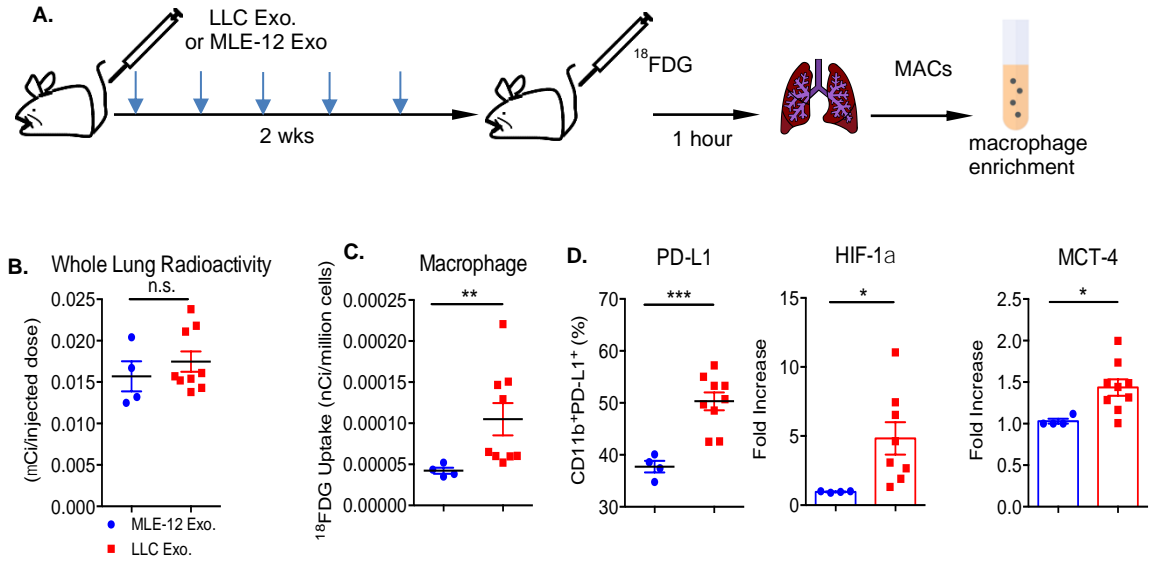 A.
LLC Exo.
or MLE-12 Exo
2 wks
18FDG
1 hour
MACs
macrophage
enrichment
B.
Whole Lung Radioactivity
n.s.
(mCi/injected dose)
0.025
0.020
0.015
0.010
0.005
0.000
MLE-12 Exo.
LLC Exo.
C.
Macrophage
**
18FDG Uptake (nCi/million cells)
0.00025
0.00020
0.00015
0.00010
0.00005
0.00000
D.
PD-L1
***
CD11b+PD-L1+ (%)
70
60
50
40
30
HIF-1a
*
Fold Increase
15
10
5
0
MCT-4
*
Fold Increase
2.5
2.0
1.5
1.0
0.5
0.0